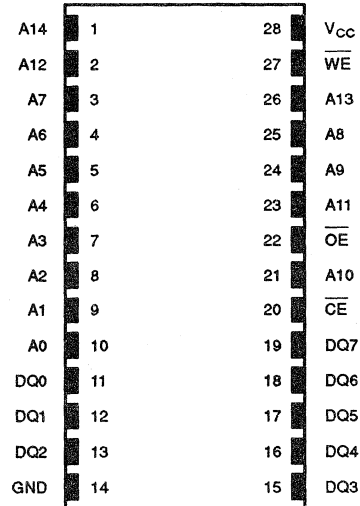 A14 1 28 VCC
A12 2 27 WE
A7 3 26 A13
A6 4 25 A8
A5 5 24 A9
A4 6 23 A11
A3 7 22 OE
A2 8 21 A10
A1 9 20 CE
A0 10 19 DQ7
DQ0 11 18 DQ6
DQ1 12 17 DQ5
DQ2 13 16 DQ4
GND 14 15 DQ3